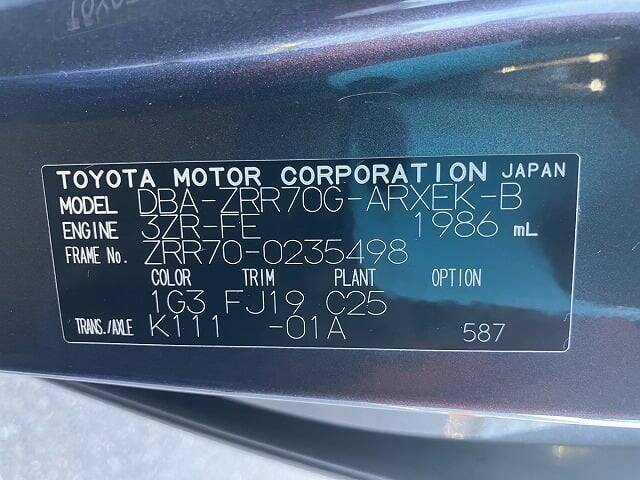 TOYOTA MOTOR CORPORATION JAPAN
MODEL DBA-ZRR70G-ARXEK-B
ENGINE 3ZR-FE 1986 mL
FRAME No. ZRR70-0235498
COLOR TRIM PLANT OPTION
1G3 FJ19 C25
TRANS./AXLE K111 -01A 587